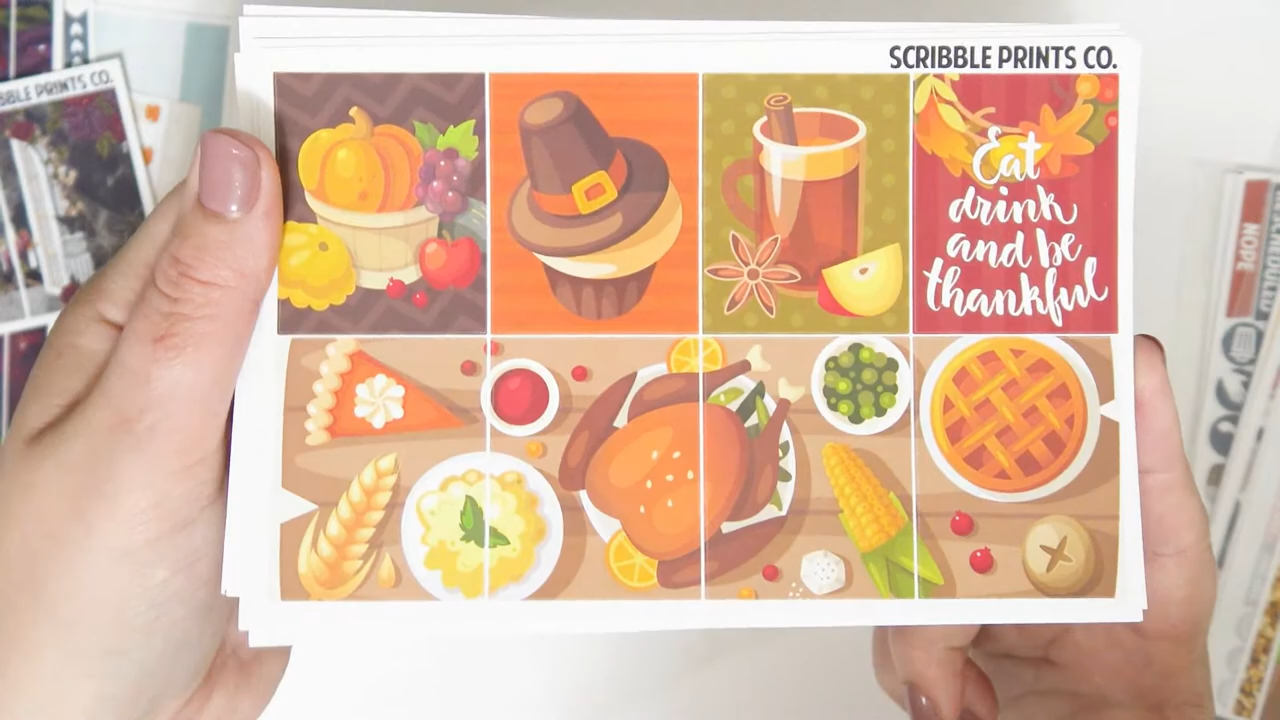 SCRIBBLE PRINTS CO.
BBLE PRINTS CO.
Eat
drink
and be
thankful
NOPE